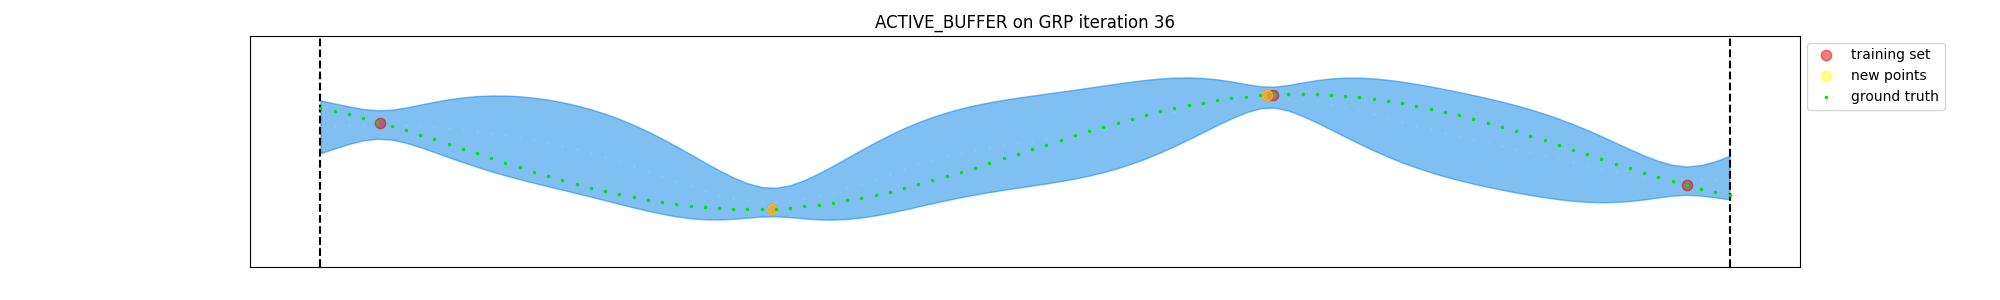 ACTIVE_BUFFER on GRP iteration 36
training set
new points
ground truth